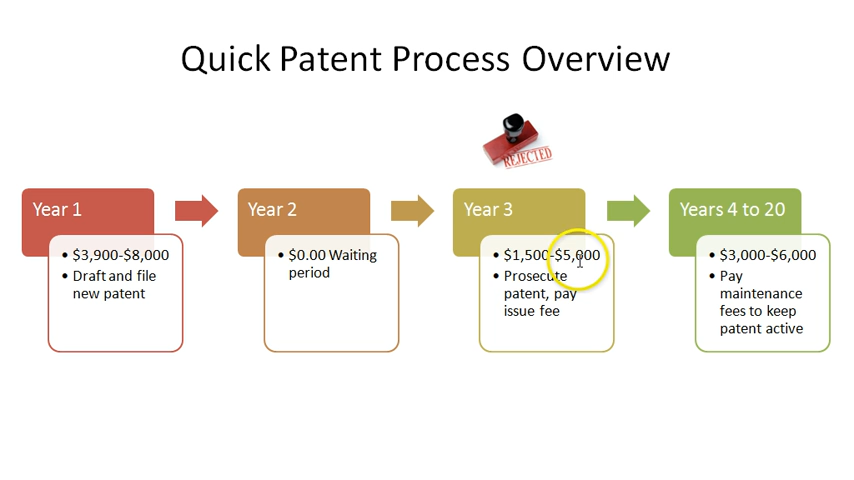 Quick Patent Process Overview
REJECTED
Year 1
• $3,900-$8,000
• Draft and file
new patent
Year 2
• $0.00 Waiting
period
Year 3
• $1,500-$5,000
• Prosecute
patent, pay
issue fee
Years 4 to 20
• $3,000-$6,000
• Pay
maintenance
fees to keep
patent active